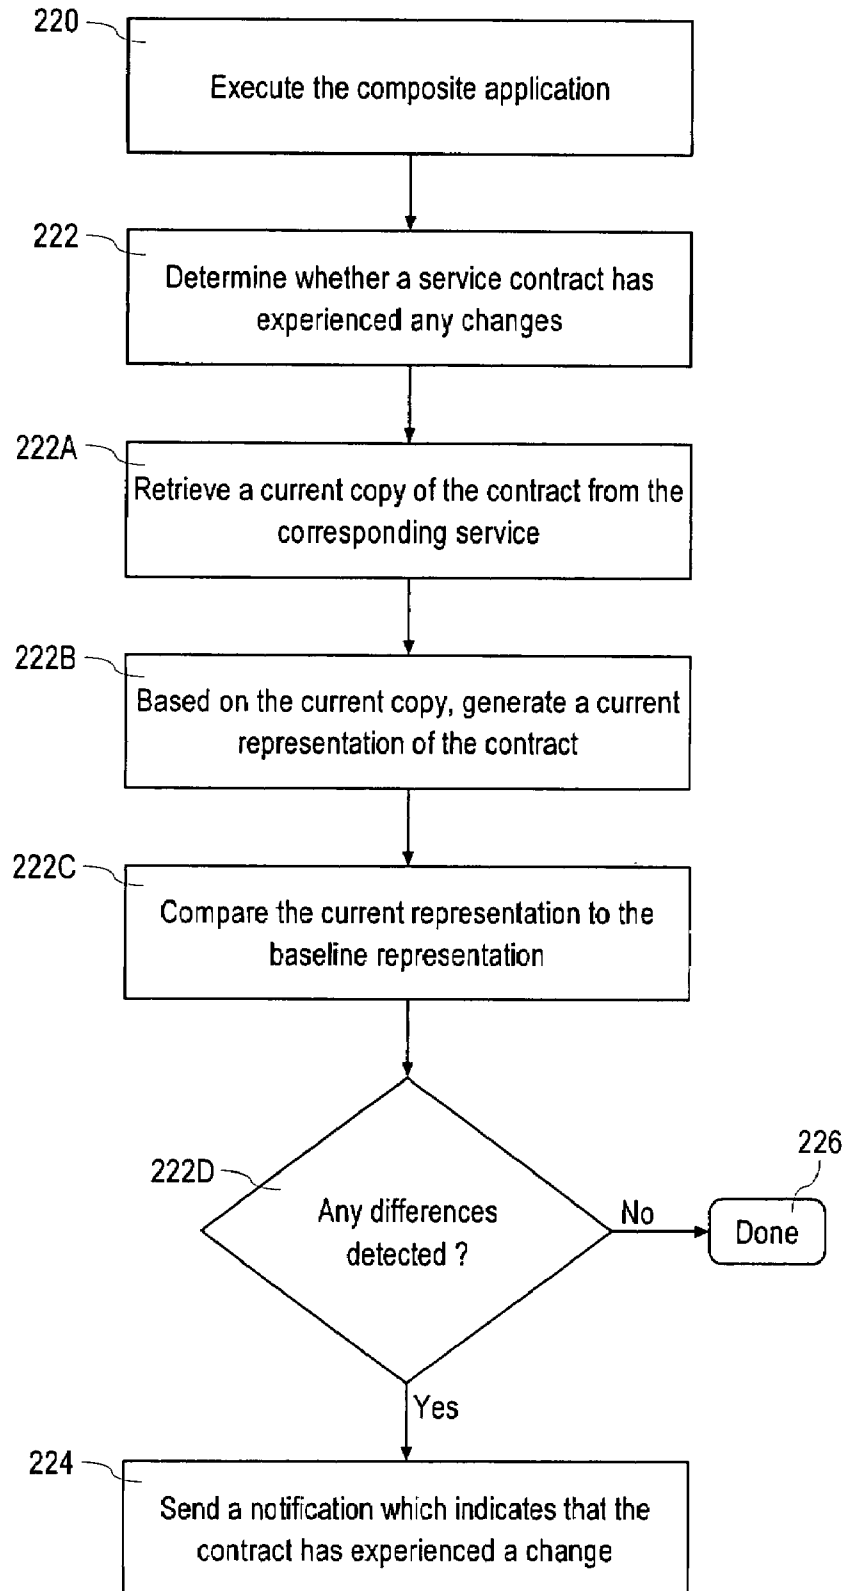 220
Execute the composite application
222
Determine whether a service contract has
experienced any changes
222A
Retrieve a current copy of the contract from the
corresponding service
222B
Based on the current copy, generate a current
representation of the contract
222C
Compare the current representation to the
baseline representation
222D
Any differences
detected ?
No
226
Done
Yes
224
Send a notification which indicates that the
contract has experienced a change